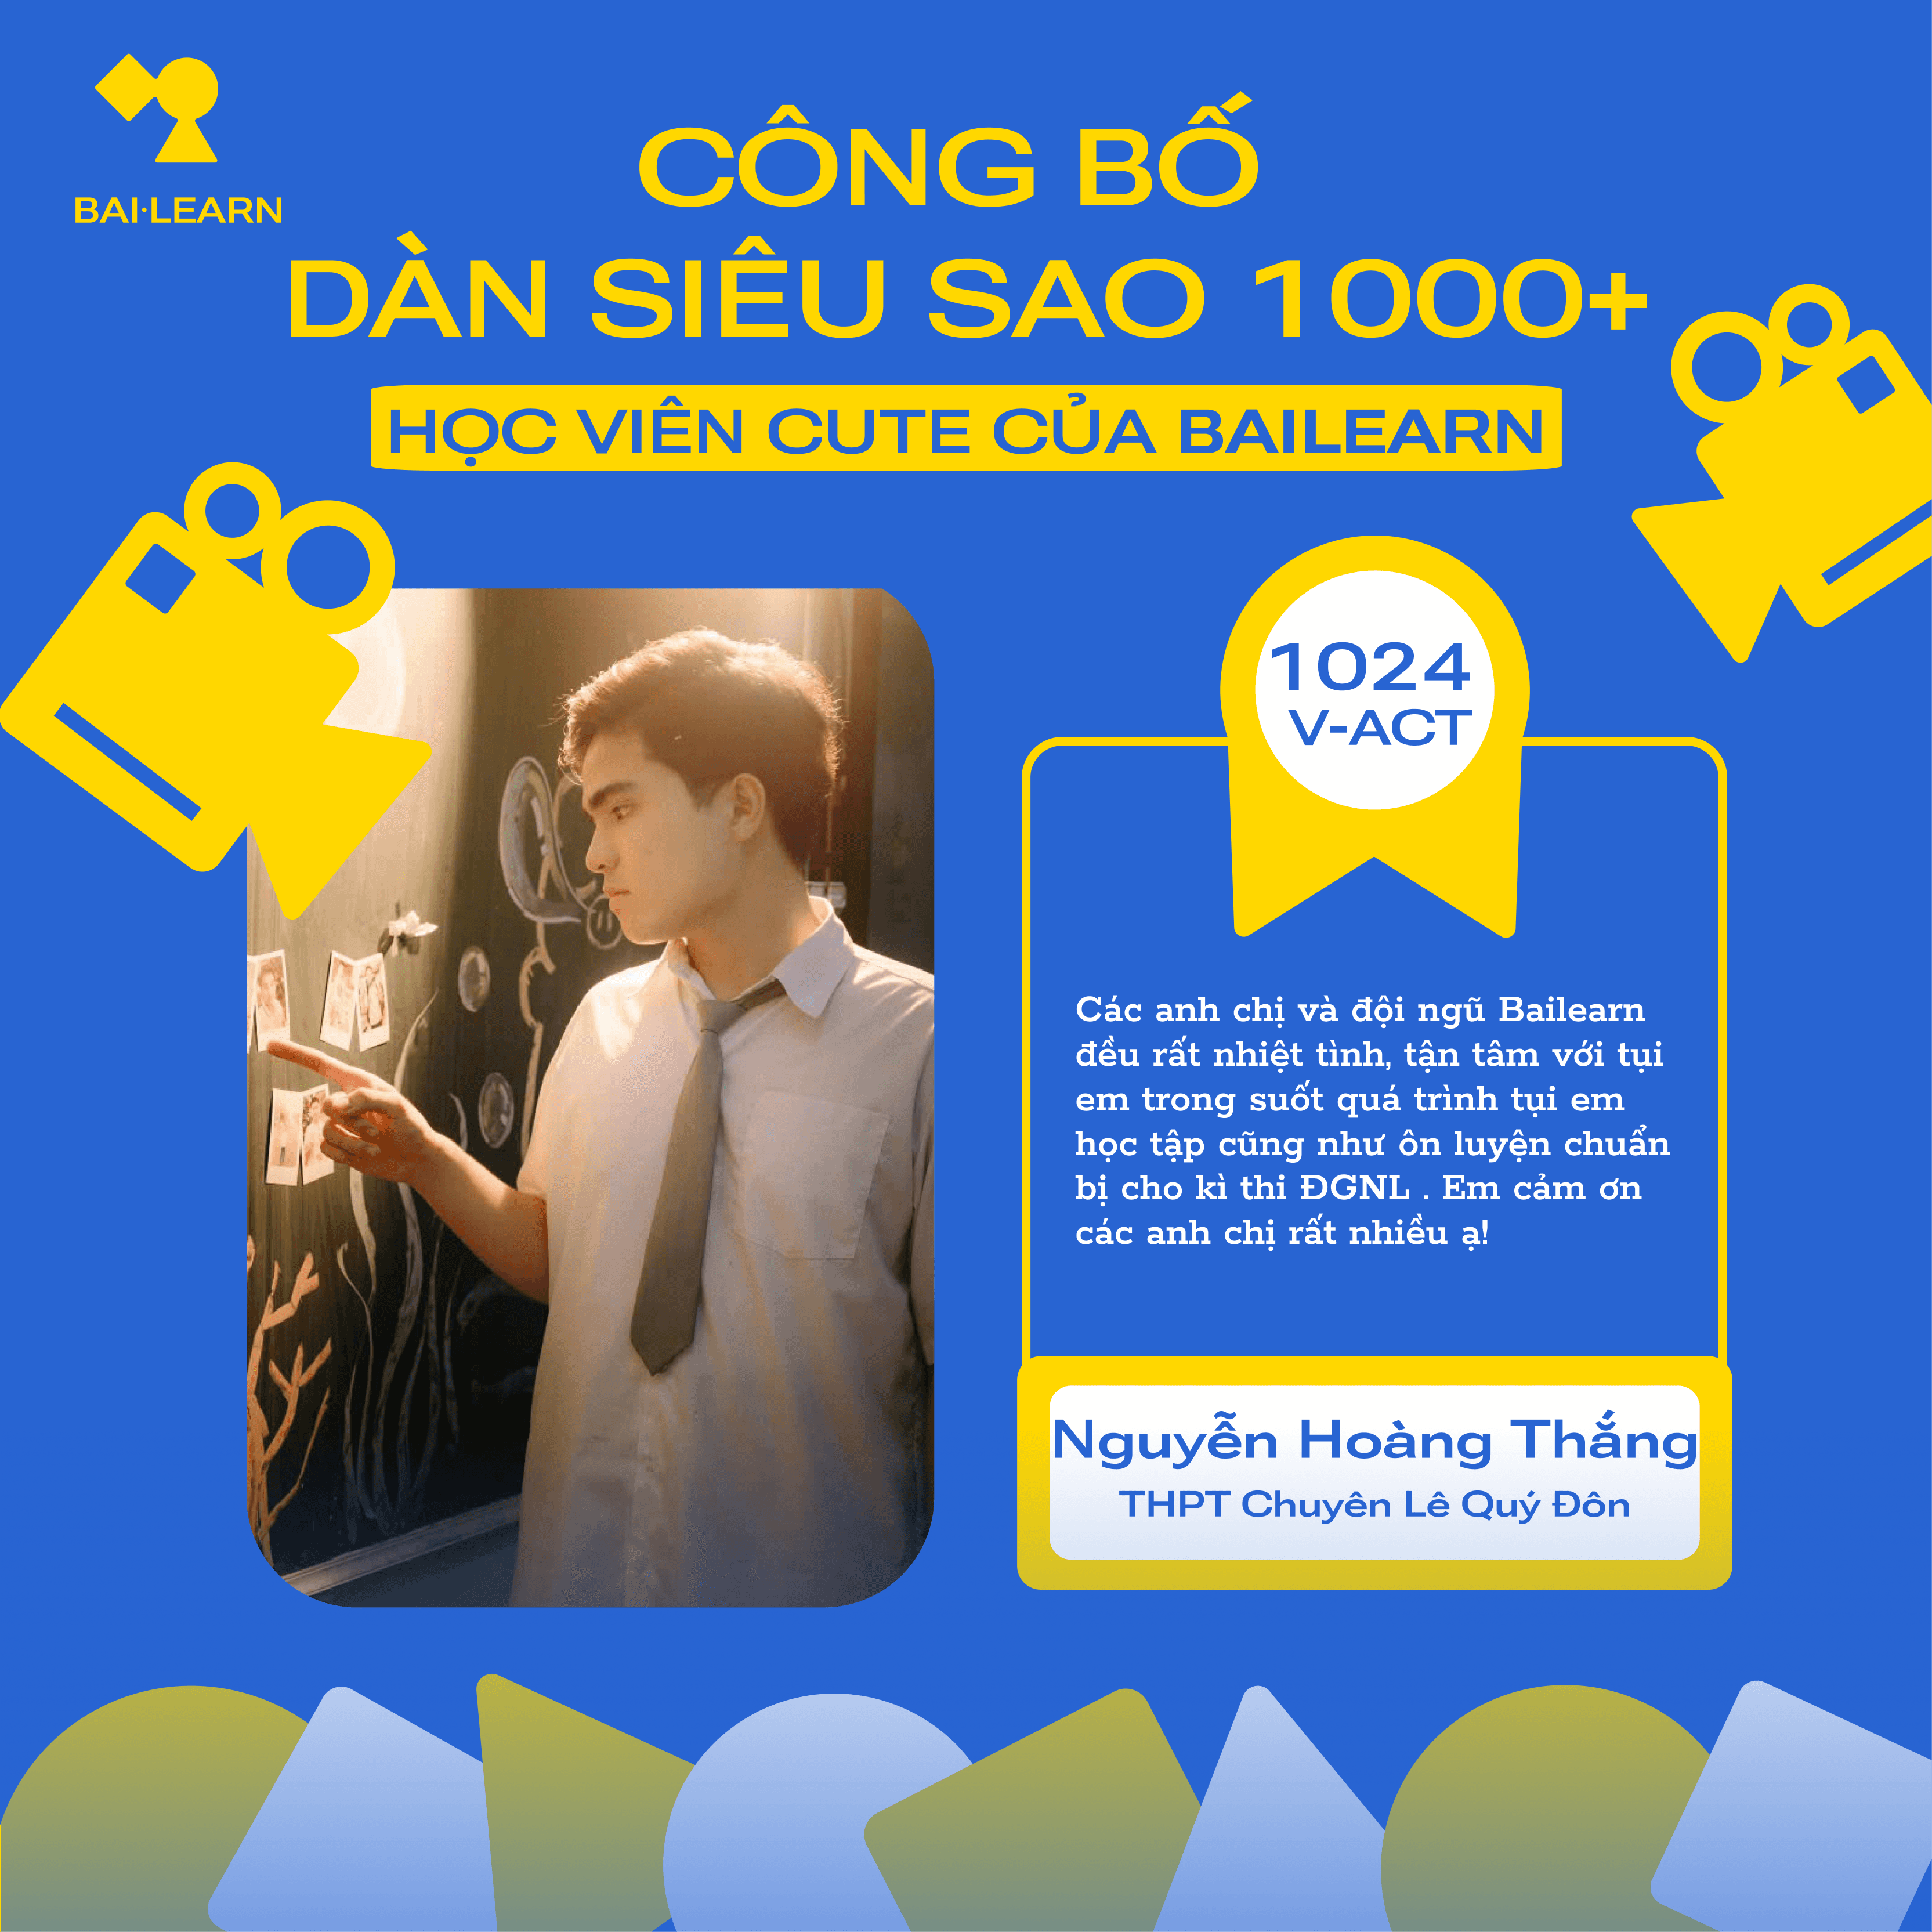 BAI·LEARN
CÔNG BỐ
DÀN SIÊU SAO 1000+
HỌC VIÊN CUTE CỦA BAILEARN
1024
V-ACT
Các anh chị và đội ngũ Bailearn
đều rất nhiệt tình, tận tâm với tụi
em trong suốt quá trình tụi em
học tập cũng như ôn luyện chuẩn
bị cho kì thi ĐGNL . Em cảm ơn
các anh chị rất nhiều ạ!
Nguyễn Hoàng Thắng
THPT Chuyên Lê Quý Đôn